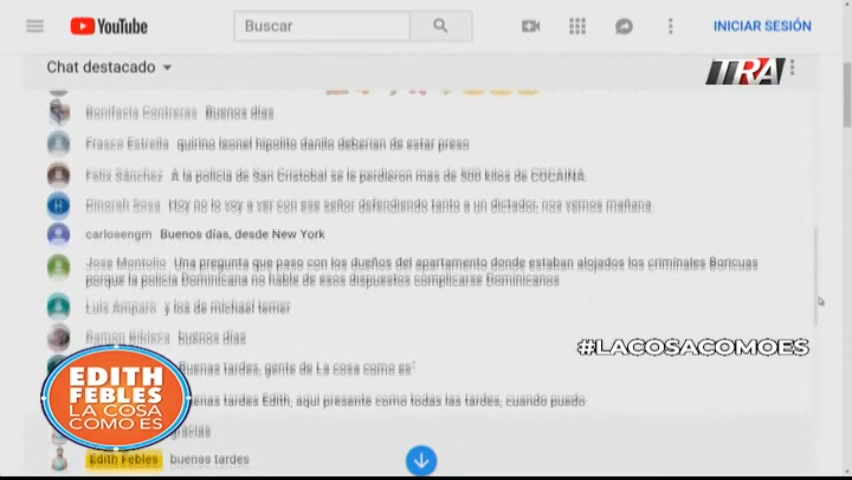 YouTube
Buscar
INICIAR SESIÓN
Chat destacado
TRA
Bonifacia Contreras Buenos días
Frasco Estrella quirino leonel hipolito danilo deberian de estar preso
Felix Sánchez A la policia de San Cristobal se le perdieron mas de 500 kilos de COCAINA
Dinorah Sosa Hoy no lo voy a ver con ese señor defendiendo tanto a un dictador, nos vemos mañana.
carlosengm Buenos días, desde New York
Jose Montolio Una pregunta que paso con los dueños del apartamento donde estaban alojados los criminales Boricuas
porque la policia Dominicana no hable de esos dispuestos complicarse Dominicanos
Luis Amparo y los de michael temer
Ramon Bibieca buenos días
#LACOSACOMOES
Buenas tardes, gente de La cosa como es
buenas tardes Edith, aqui presente como todas las tardes, cuando puedo
gracias
Edith Febles buenas tardes
EDITH
FEBLES
LA COSA
COMO ES